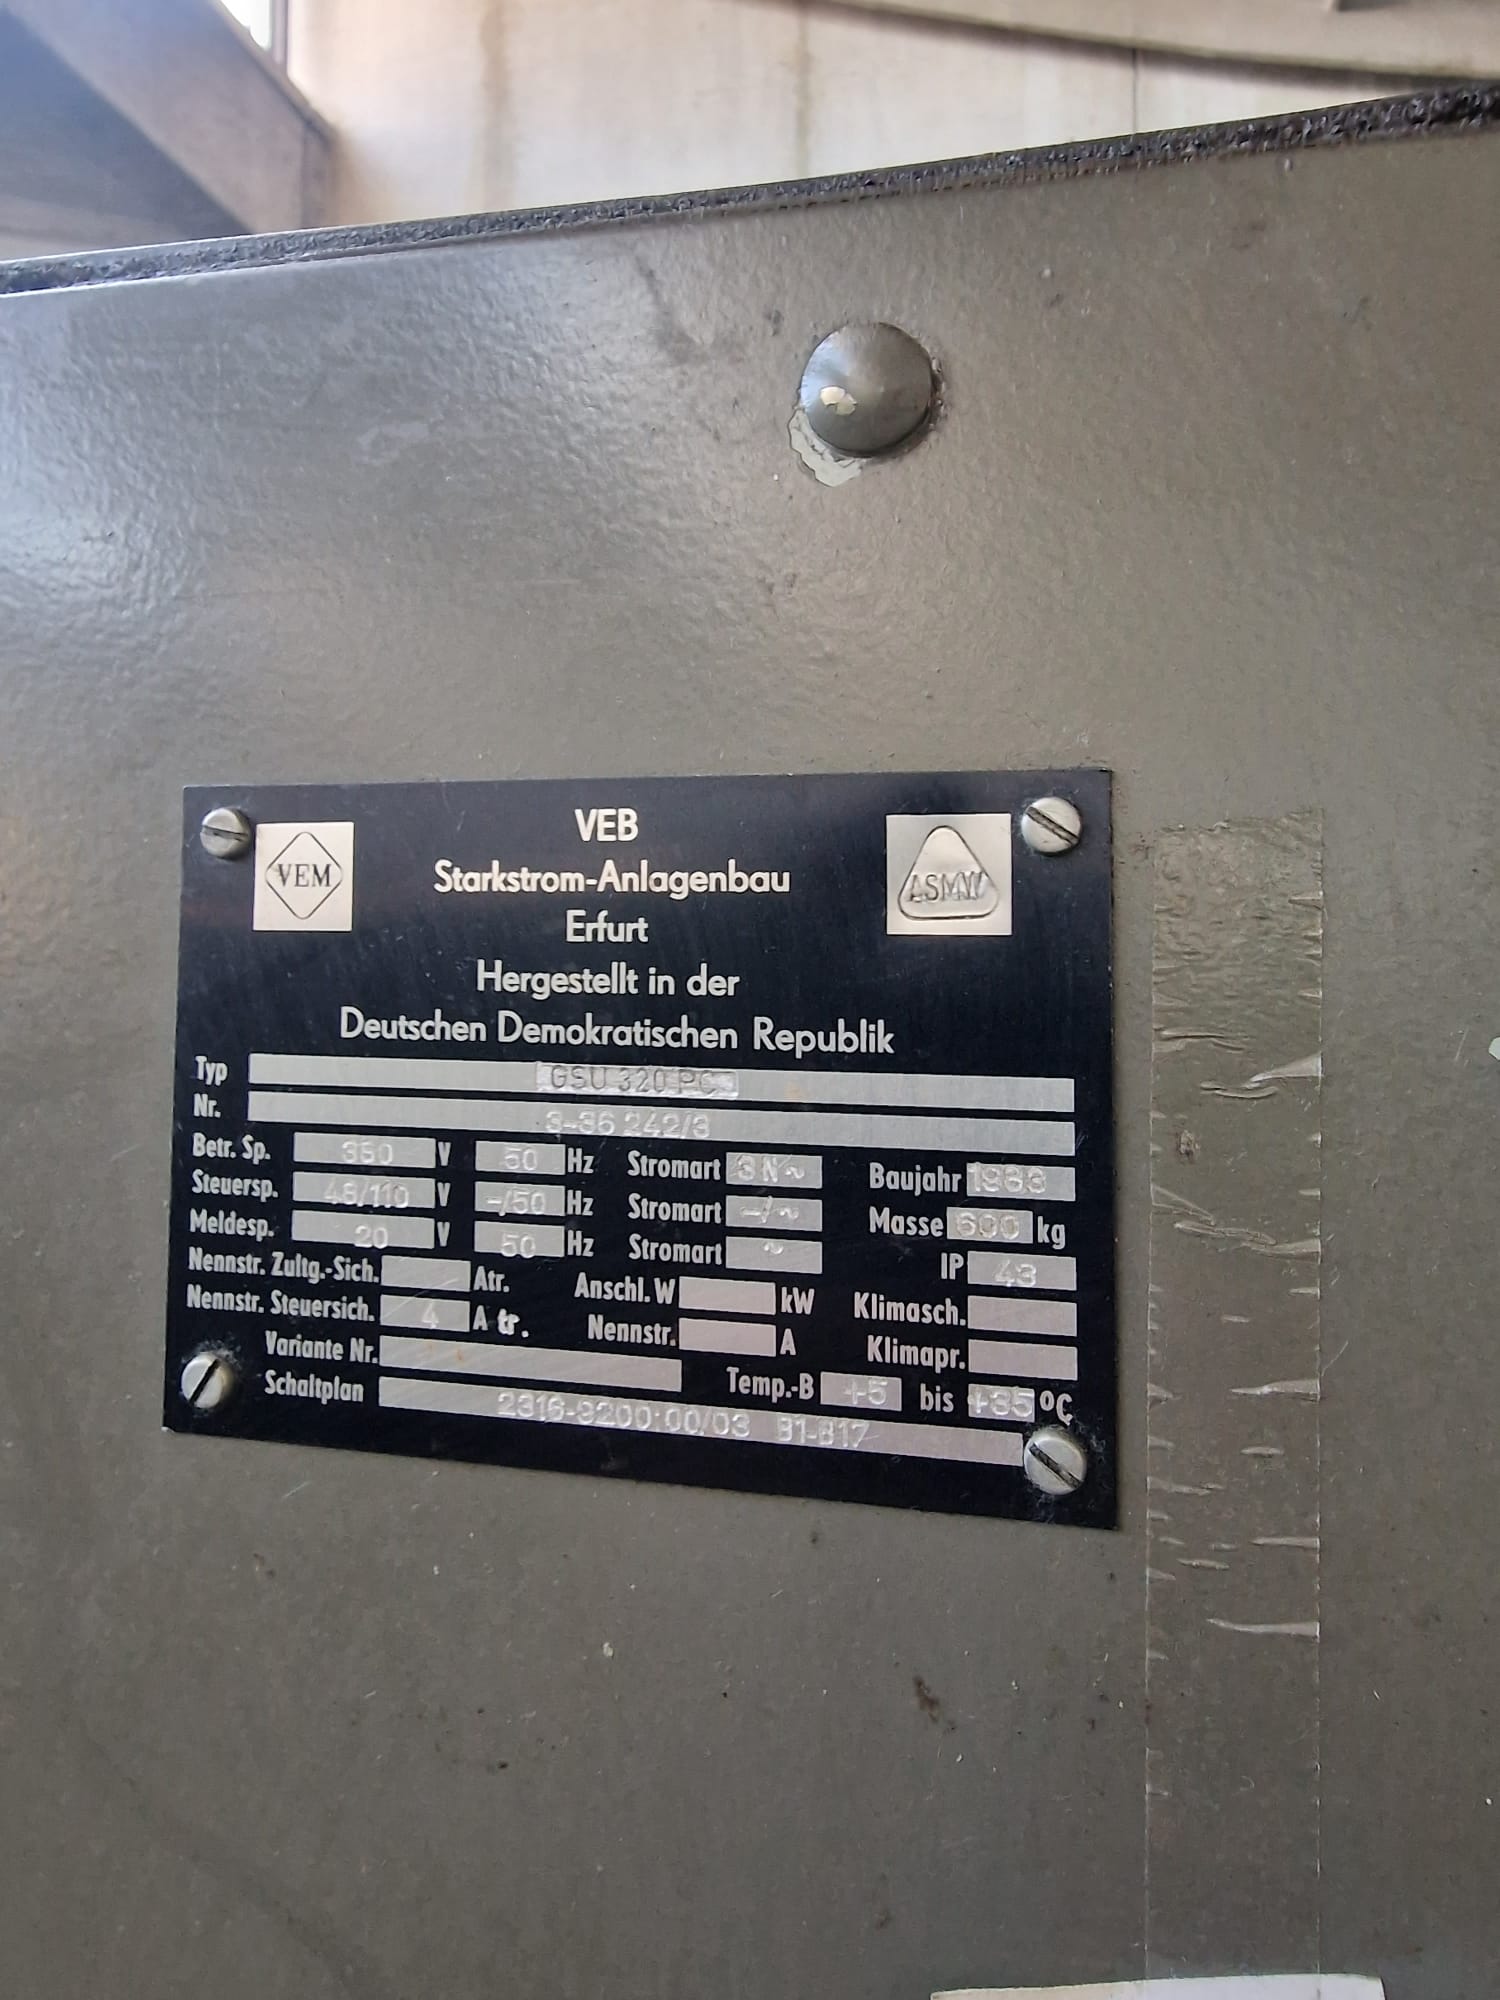 VEM
VEB
ASMW
Starkstrom-Anlagenbau
Erfurt
Hergestellt in der
Deutschen Demokratischen Republik
Typ GSU 320 PC
Nr. 3-36 242/3
Betr. Sp. 380 V 50 Hz Stromart 3N~ Baujahr 1983
Steuersp. 48/110 V -/50 Hz Stromart -/~ Masse 600 kg
Meldesp. 20 V 50 Hz Stromart ~ IP 43
Nennstr. Zultg.-Sich. Atr. Anschl. W kW Klimasch.
Nennstr. Steuersich. 4 A tr. Nennstr. A Klimapr.
Variante Nr. Temp.-B +5 bis +35 °C
Schaltplan 2316-9200:00/03 B1-B17